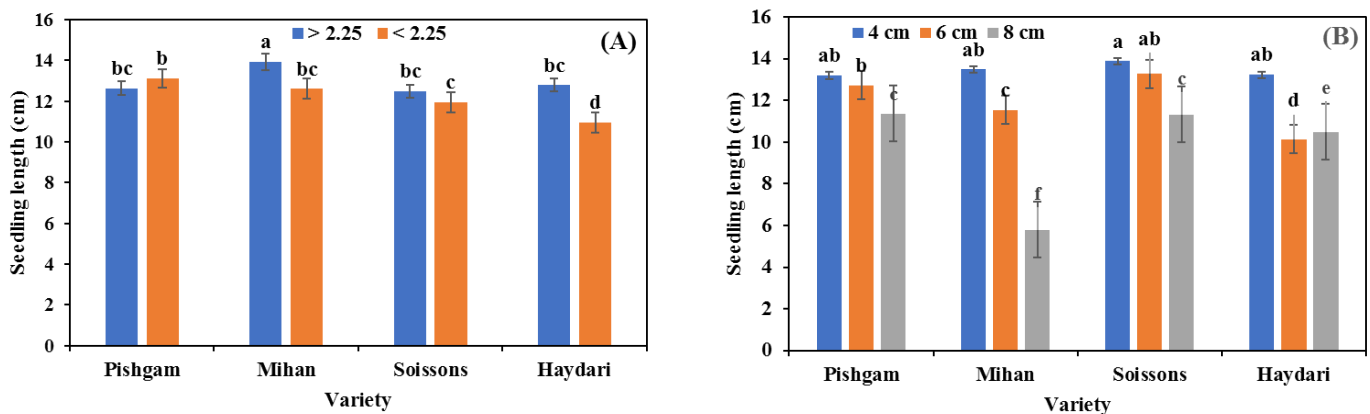 16
14
12
10
8
6
4
2
0
Seedling length (cm)
> 2.25 < 2.25
(A)
bc b a bc bc c bc d
Pishgam Mihan Soissons Haydari
Variety
16
14
12
10
8
6
4
2
0
Seedling length (cm)
4 cm 6 cm 8 cm
(B)
ab b c ab c f a ab c ab d e
Pishgam Mihan Soissons Haydari
Variety